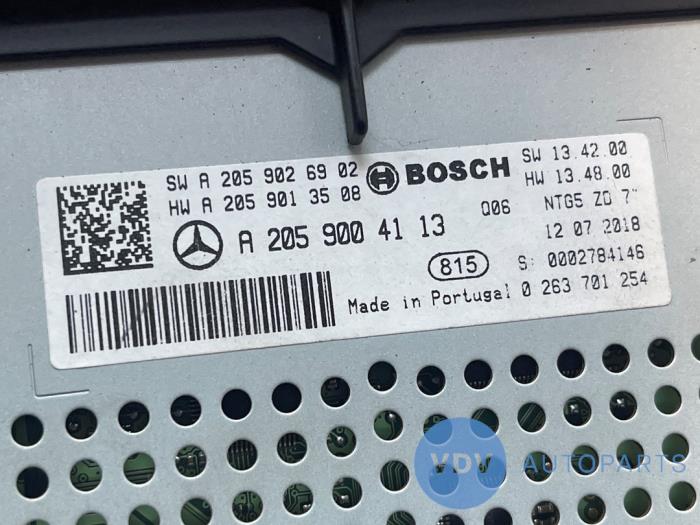 SW A 205 902 69 02
HW A 205 901 35 08
BOSCH
SW 13.42.00
HW 13.48.00
A 205 900 41 13
Q06
NTG5 ZD 7"
12 07 2018
815
S: 0002784146
Made in Portugal
0 263 701 254
VDV AUTOPARTS